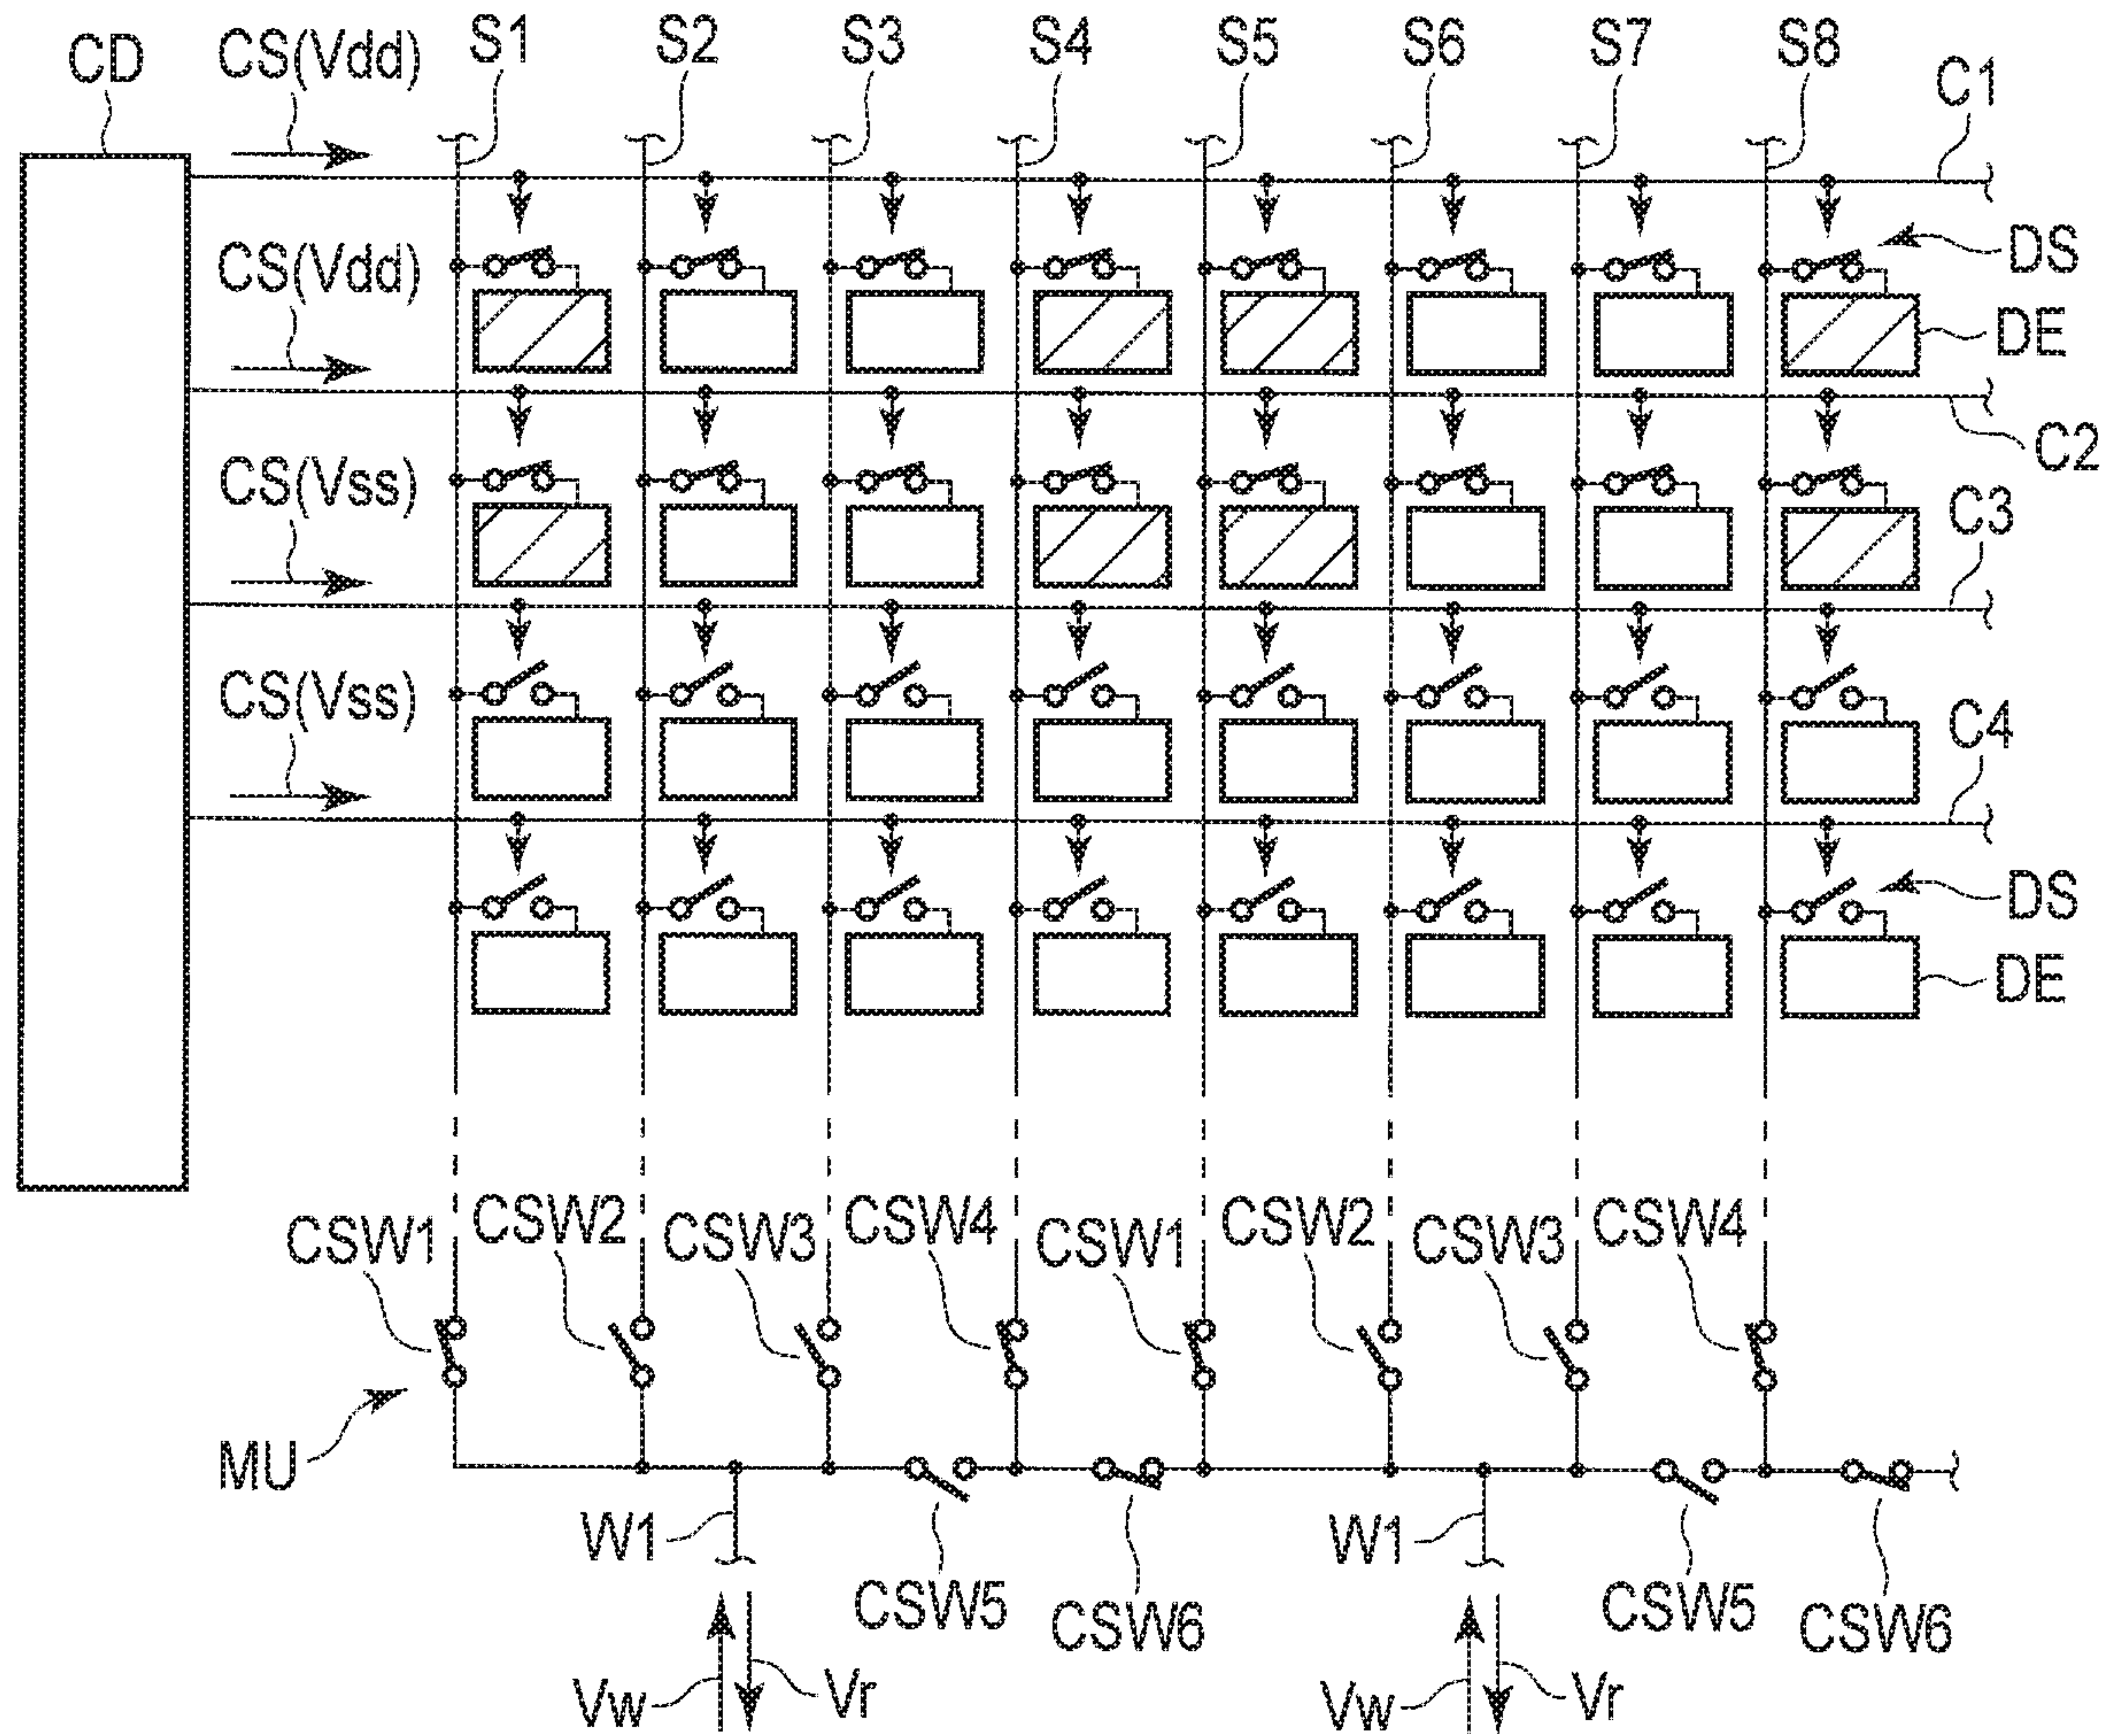 CD CS(Vdd) S1 S2 S3 S4 S5 S6 S7 S8 C1
CS(Vdd) DS
DE
CS(Vss) C2
C3
CS(Vss) C4
DS
DE
CSW1 CSW2 CSW3 CSW4 CSW1 CSW2 CSW3 CSW4
MU
W1 W1
CSW5 CSW6 CSW5 CSW6
Vw Vr Vw Vr